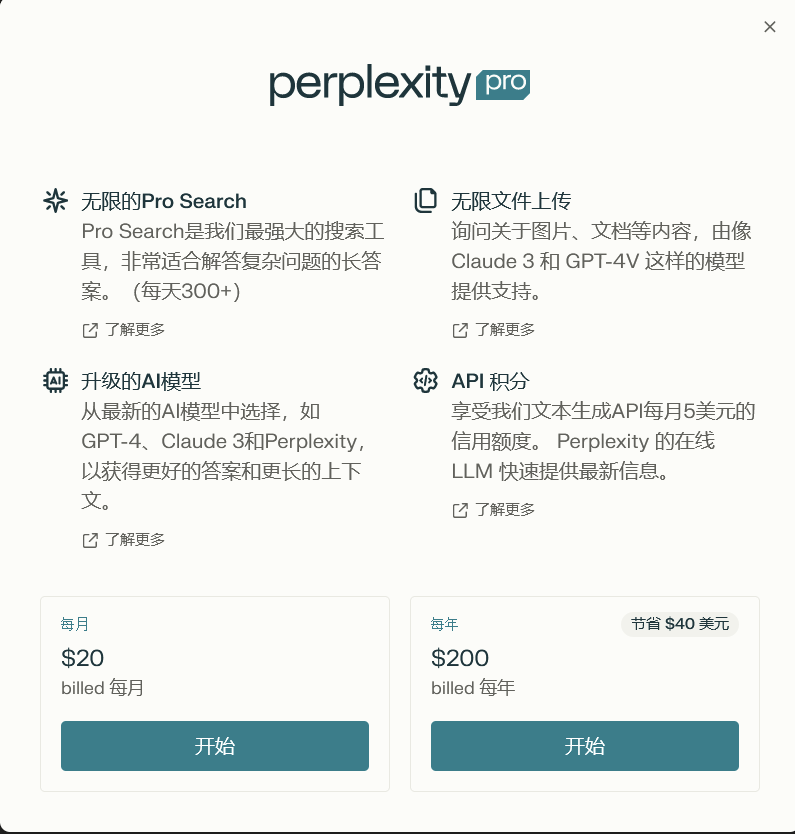 perplexity pro
无限的Pro Search
Pro Search是我们最强大的搜索工
具，非常适合解答复杂问题的长答
案。（每天300+）
了解更多
无限文件上传
询问关于图片、文档等内容，由像
Claude 3 和 GPT-4V 这样的模型
提供支持。
了解更多
AI
升级的AI模型
从最新的AI模型中选择，如
GPT-4、Claude 3和Perplexity，
以获得更好的答案和更长的上下
文。
了解更多
API 积分
享受我们文本生成API每月5美元的
信用额度。 Perplexity 的在线
LLM 快速提供最新信息。
了解更多
每月
$20
billed 每月
开始
每年
节省 $40 美元
$200
billed 每年
开始